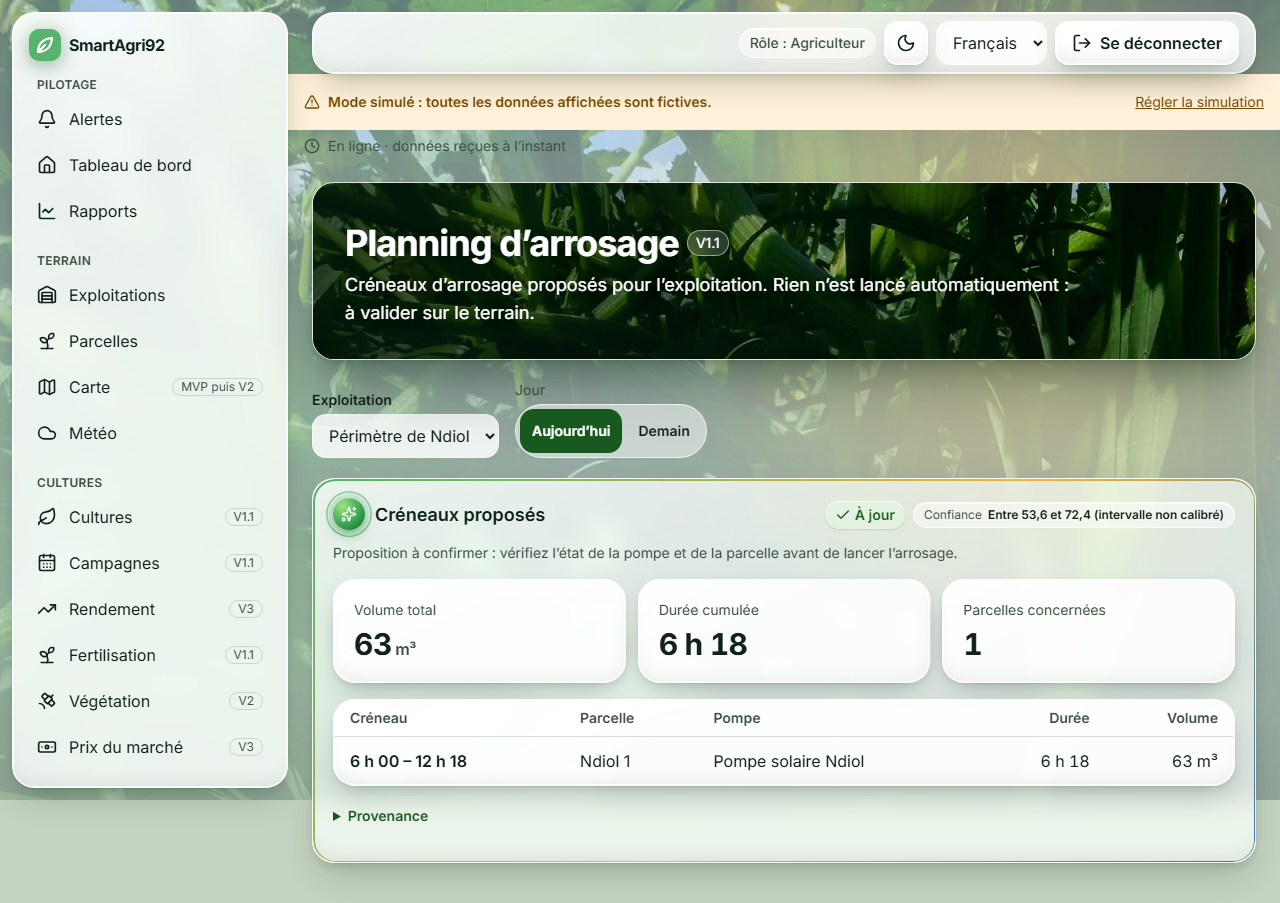 SmartAgri92
PILOTAGE
Alertes
Tableau de bord
Rapports
TERRAIN
Exploitations
Parcelles
Carte MVP puis V2
Météo
CULTURES
Cultures V1.1
Campagnes V1.1
Rendement V3
Fertilisation V1.1
Végétation V2
Prix du marché V3
Rôle : Agriculteur Français Se déconnecter
Mode simulé : toutes les données affichées sont fictives. Régler la simulation
En ligne · données reçues à l’instant
Planning d’arrosage V1.1
Créneaux d’arrosage proposés pour l’exploitation. Rien n’est lancé automatiquement :
à valider sur le terrain.
Exploitation
Périmètre de Ndiol
Jour
Aujourd’hui Demain
Créneaux proposés À jour Confiance Entre 53,6 et 72,4 (intervalle non calibré)
Proposition à confirmer : vérifiez l’état de la pompe et de la parcelle avant de lancer l’arrosage.
Volume total
63 m³
Durée cumulée
6 h 18
Parcelles concernées
1
Créneau Parcelle Pompe Durée Volume
6 h 00 – 12 h 18 Ndiol 1 Pompe solaire Ndiol 6 h 18 63 m³
Provenance